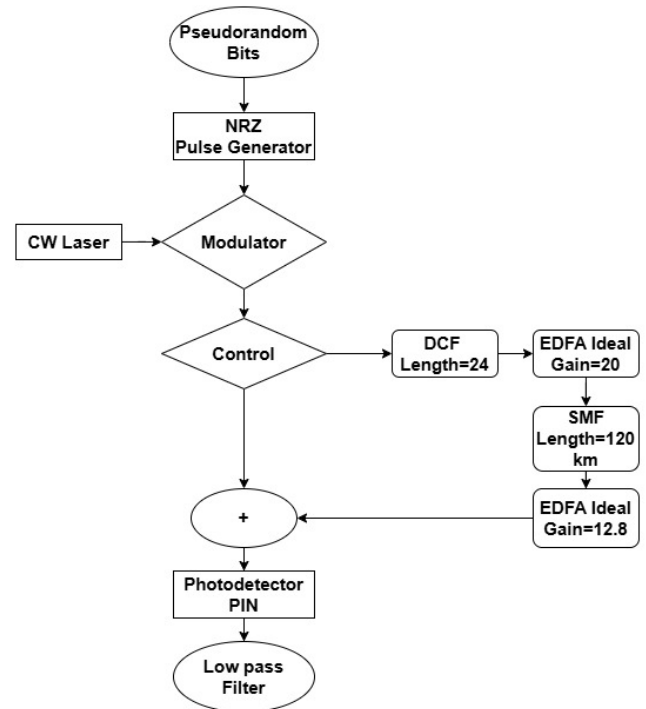 Pseudorandom
Bits
NRZ
Pulse Generator
CW Laser
Modulator
Control
DCF
Length=24
EDFA Ideal
Gain=20
SMF
Length=120
km
EDFA Ideal
Gain=12.8
+
Photodetector
PIN
Low pass
Filter